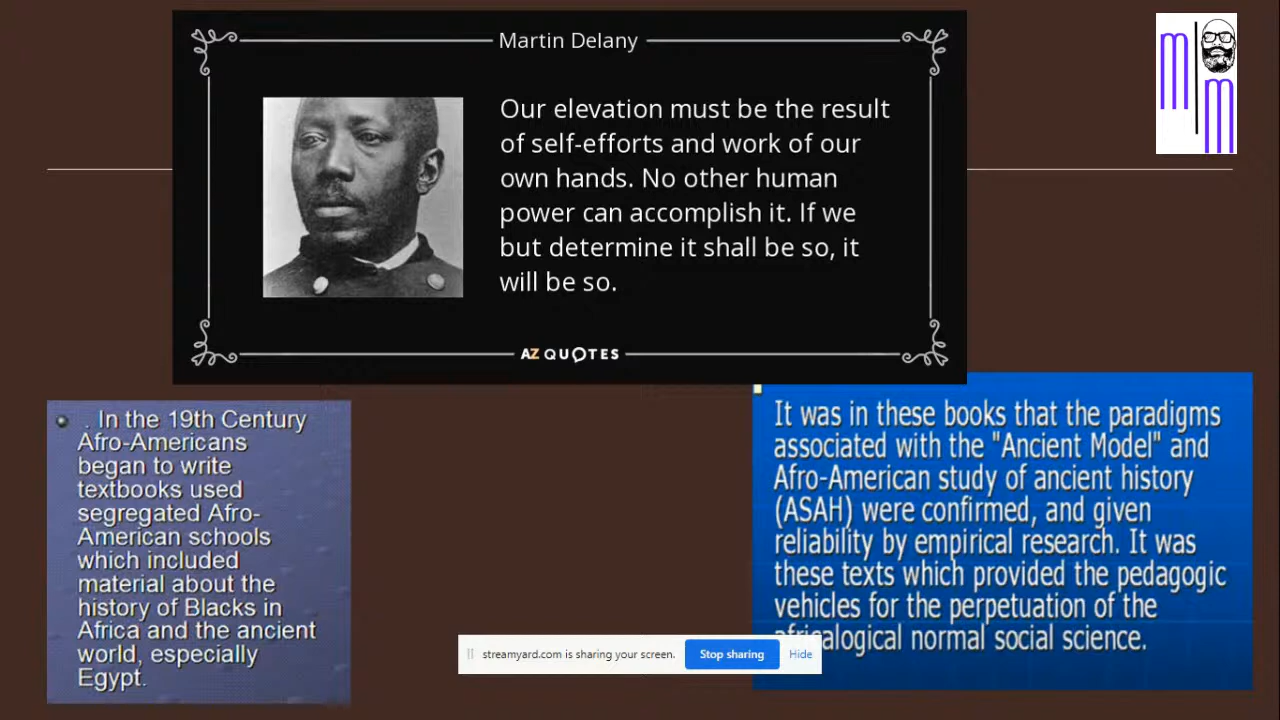 Martin Delany
Our elevation must be the result
of self-efforts and work of our
own hands. No other human
power can accomplish it. If we
but determine it shall be so, it
will be so.
AZ QUOTES
m
m
. In the 19th Century
Afro-Americans
began to write
textbooks used
segregated Afro-
American schools
which included
material about the
history of Blacks in
Africa and the ancient
world, especially
Egypt.
It was in these books that the paradigms
associated with the "Ancient Model" and
Afro-American study of ancient history
(ASAH) were confirmed, and given
reliability by empirical research. It was
these texts which provided the pedagogic
vehicles for the perpetuation of the
africalogical normal social science.
streamyard.com is sharing your screen.
Stop sharing
Hide